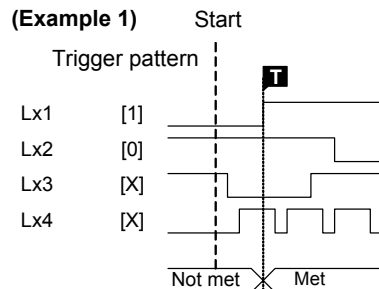 (Example 1) Start
Trigger pattern
T
Lx1 [1]
Lx2 [0]
Lx3 [X]
Lx4 [X]
Not met Met